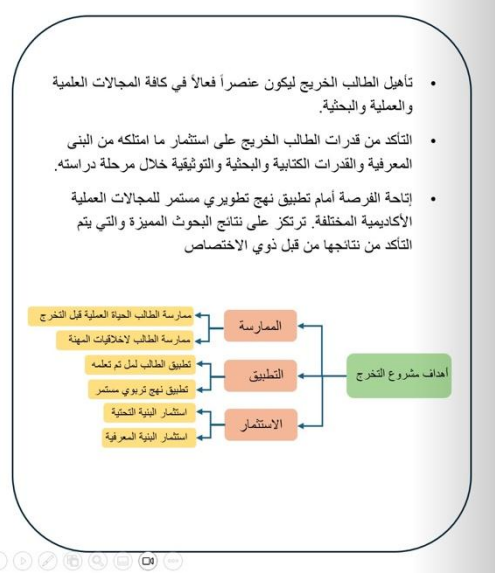 • تأهيل الطالب الخريج ليكون عنصراً فعالاً في كافة المجالات العلمية
والعملية والبحثية.
• التأكد من قدرات الطالب الخريج على استثمار ما امتلكه من البنى
المعرفية والقدرات الكتابية والبحثية والتوثيقية خلال مرحلة دراسته.
• إتاحة الفرصة أمام تطبيق نهج تطويري مستمر للمجالات العملية
الأكاديمية المختلفة. ترتكز على نتائج البحوث المميزة والتي يتم
التأكد من نتائجها من قبل ذوي الاختصاص
أهداف مشروع التخرج
الممارسة
ممارسة الطالب الحياة العملية قبل التخرج
ممارسة الطالب لاخلاقيات المهنة
التطبيق
تطبيق الطالب لمل تم تعلمه
تطبيق نهج تربوي مستمر
الاستثمار
استثمار البنية التحتية
استثمار البنية المعرفية